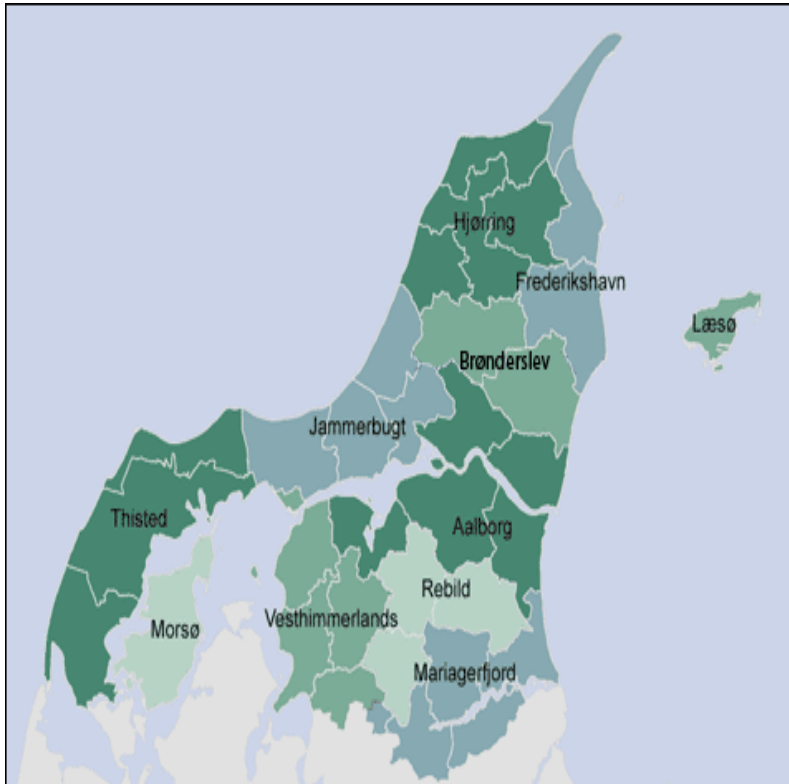 Hjørring
Frederikshavn
Læsø
Brønderslev
Jammerbugt
Thisted
Aalborg
Rebild
Vesthimmerlands
Morsø
Mariagerfjord